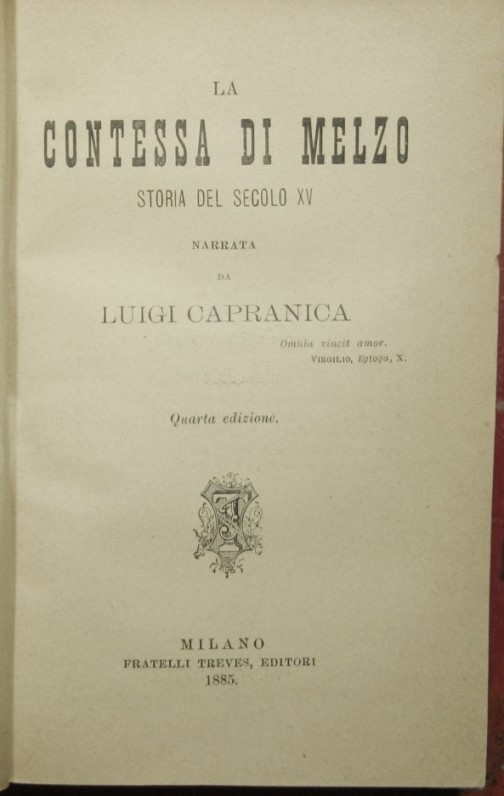 LA
CONTESSA DI MELZO
STORIA DEL SECOLO XV
NARRATA
DA
LUIGI CAPRANICA
Omnia vincit amor.
VIRGILIO, Egloga, X.
Quarta edizione.
MILANO
FRATELLI TREVES, EDITORI
1885.